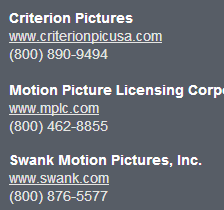 Criterion Pictures
www.criterionpicusa.com
(800) 890-9494
Motion Picture Licensing Corpo
www.mplc.com
(800) 462-8855
Swank Motion Pictures, Inc.
www.swank.com
(800) 876-5577